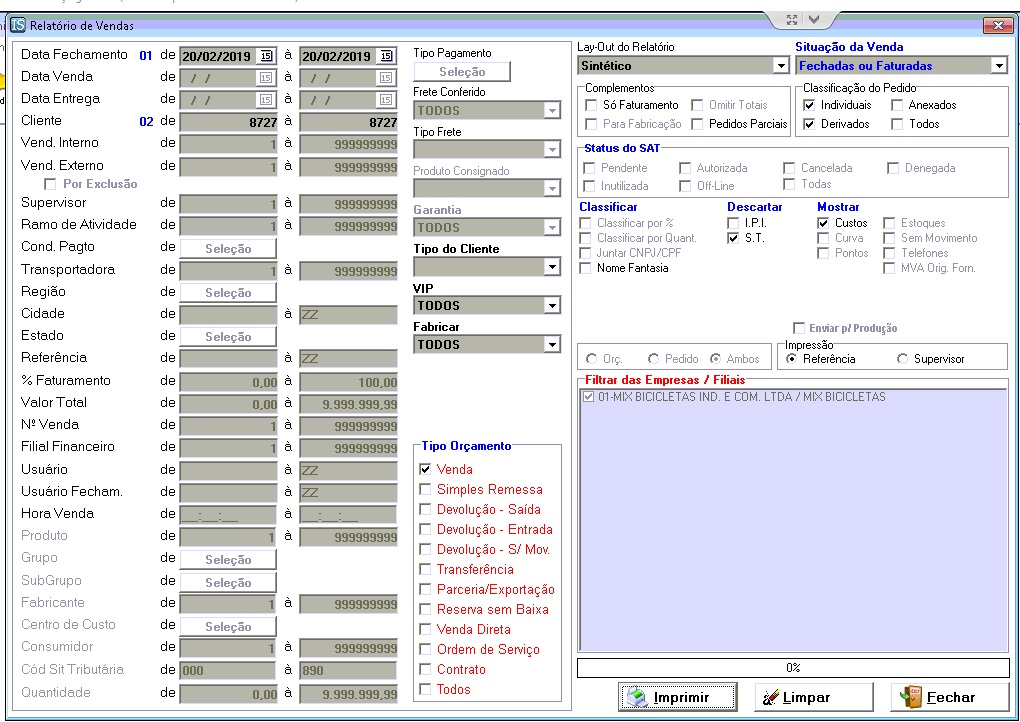 Relatório de Vendas
Data Fechamento 01 de 20/02/2019 15 à 20/02/2019 15
Data Venda de / / 15 à / / 15
Data Entrega de / / 15 à / / 15
Cliente 02 de 8727 8727
Vend. Interno de 1 à 999999999
Vend. Externo de 1 à 999999999
Por Exclusão
Supervisor de 1 à 999999999
Ramo de Atividade de 1 à 999999999
Cond. Pagto de Seleção
Transportadora de 1 à 999999999
Região de Seleção
Cidade de à ZZ
Estado de Seleção
Referência de à ZZ
% Faturamento de 0,00 à 100,00
Valor Total de 0,00 à 9.999.999,99
Nº Venda de 1 à 999999999
Filial Financeiro de 1 à 999999999
Usuário de à ZZ
Usuário Fecham. de à ZZ
Hora Venda de __:__:__ à __:__:__
Produto de 1 à 999999999
Grupo de Seleção
SubGrupo de Seleção
Fabricante de 1 à 999999999
Centro de Custo de Seleção
Consumidor de 1 à 999999999
Cód Sit Tributária de 000 à 890
Quantidade de 0,00 à 9.999.999,99
Tipo Pagamento
Seleção
Frete Conferido
TODOS
Tipo Frete
Produto Consignado
Garantia
TODOS
Tipo do Cliente
VIP
TODOS
Fabricar
TODOS
Tipo Orçamento
Venda
Simples Remessa
Devolução - Saída
Devolução - Entrada
Devolução - S/ Mov.
Transferência
Parceria/Exportação
Reserva sem Baixa
Venda Direta
Ordem de Serviço
Contrato
Todos
Lay-Out do Relatório
Sintético
Situação da Venda
Fechadas ou Faturadas
Complementos
Só Faturamento Omitir Totais
Para Fabricação Pedidos Parciais
Classificação do Pedido
Individuais Anexados
Derivados Todos
Status do SAT
Pendente Autorizada Cancelada Denegada
Inutilizada Off-Line Todas
Classificar
Classificar por %
Classificar por Quant.
Juntar CNPJ/CPF
Nome Fantasia
Descartar
I.P.I.
S.T.
Mostrar
Custos Estoques
Curva Sem Movimento
Pontos Telefones
MVA Orig. Forn.
Enviar p/ Produção
Orç. Pedido Ambos
Impressão
Referência Supervisor
Filtrar das Empresas / Filiais
01-MIX BICICLETAS IND. E COM. LTDA / MIX BICICLETAS
0%
Imprimir Limpar Fechar